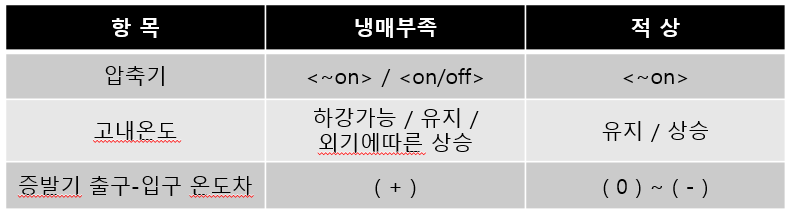 항 목 냉매부족 적 상
압축기 <~on> / <on/off> <~on>
고내온도 하강가능 / 유지 / 유지 / 상승
외기에따른 상승
증발기 출구-입구 온도차 ( + ) ( 0 ) ~ ( - )